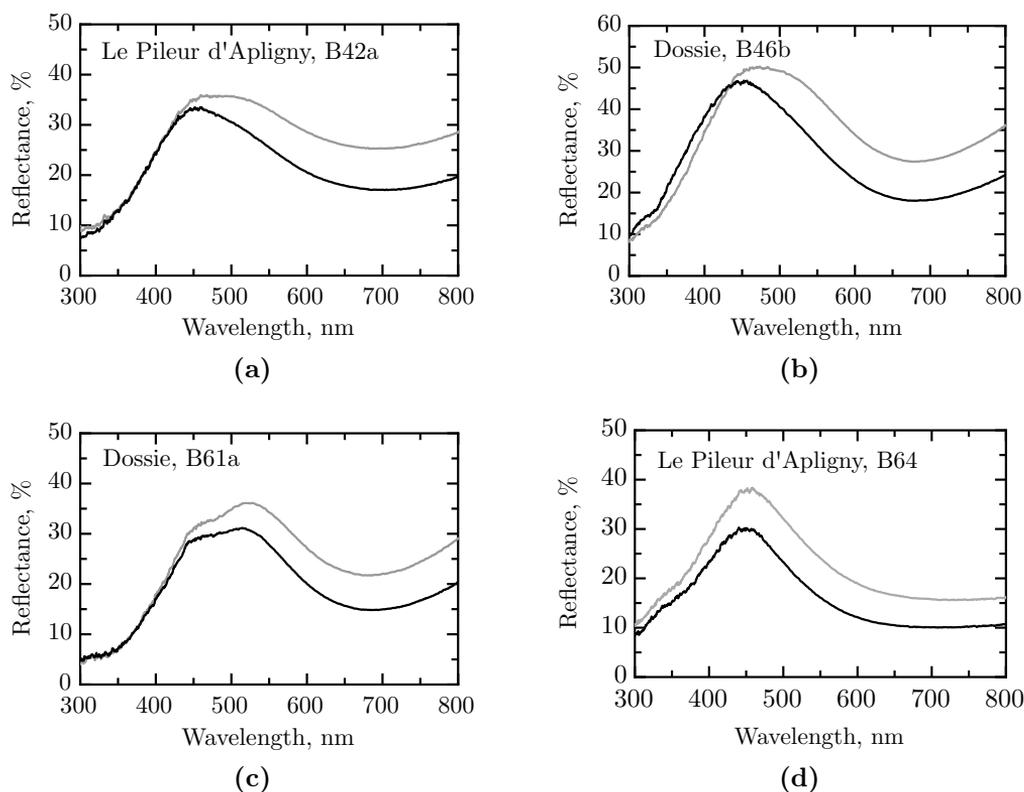 50
40
30
20
10
0
Reflectance, %
Le Pileur d'Apligny, B42a
300 400 500 600 700 800
Wavelength, nm
(a)
60
50
40
30
20
10
0
Reflectance, %
Dossie, B46b
300 400 500 600 700 800
Wavelength, nm
(b)
50
40
30
20
10
0
Reflectance, %
Dossie, B61a
300 400 500 600 700 800
Wavelength, nm
(c)
50
40
30
20
10
0
Reflectance, %
Le Pileur d'Apligny, B64
300 400 500 600 700 800
Wavelength, nm
(d)